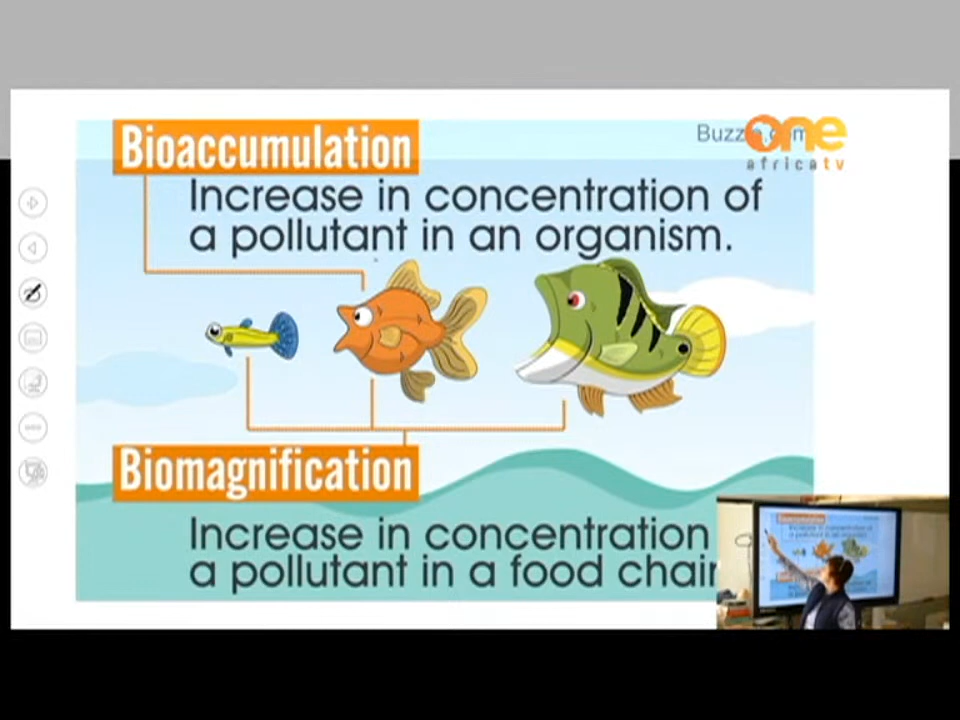 Bioaccumulation
Buzz
one
africa tv
Increase in concentration of
a pollutant in an organism.
Biomagnification
Increase in concentration
a pollutant in a food chain